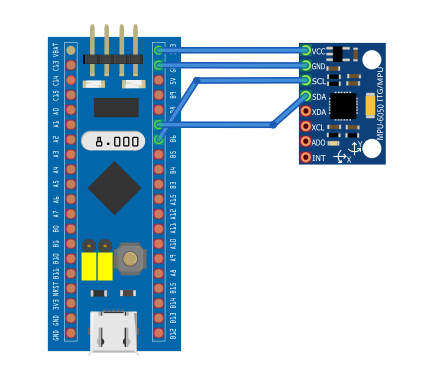 VBAT
C13
C14
C15
A0
A1
A2
A3
A4
A5
A6
A7
B0
B1
B10
B11
NRIT
3V3
GND
GND
8.000
5V
B9
B8
B6
B5
B4
B3
A15
A12
A11
A10
A9
A8
B15
B14
B13
B12
VCC
GND
SCL
SDA
XDA
XCL
ADO
INT
MPU-6050 ITG/MPU
Y
X